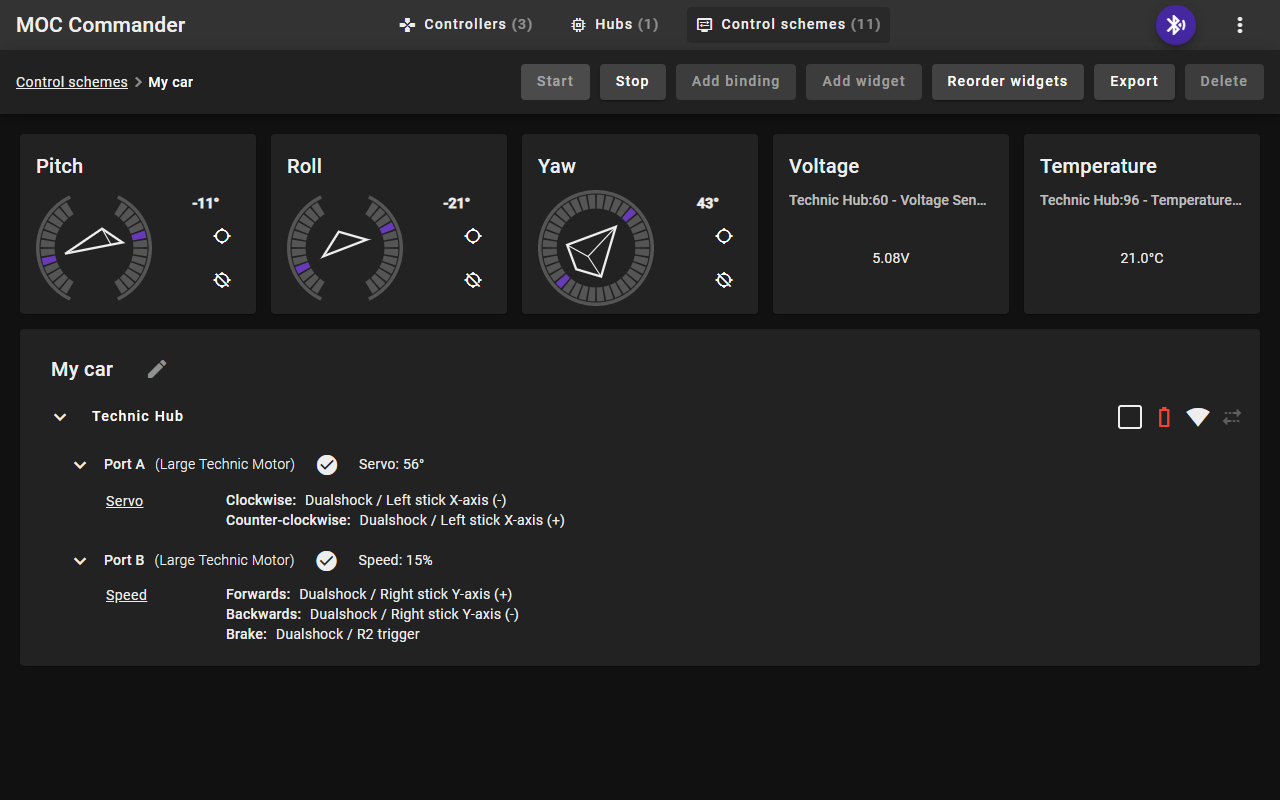 MOC Commander
Controllers (3)
Hubs (1)
Control schemes (11)
Control schemes > My car
Start
Stop
Add binding
Add widget
Reorder widgets
Export
Delete
Pitch
-11°
Roll
-21°
Yaw
43°
Voltage
Technic Hub:60 - Voltage Sen...
5.08V
Temperature
Technic Hub:96 - Temperature...
21.0°C
My car
Technic Hub
Port A (Large Technic Motor) Servo: 56°
Servo
Clockwise: Dualshock / Left stick X-axis (-)
Counter-clockwise: Dualshock / Left stick X-axis (+)
Port B (Large Technic Motor) Speed: 15%
Speed
Forwards: Dualshock / Right stick Y-axis (+)
Backwards: Dualshock / Right stick Y-axis (-)
Brake: Dualshock / R2 trigger